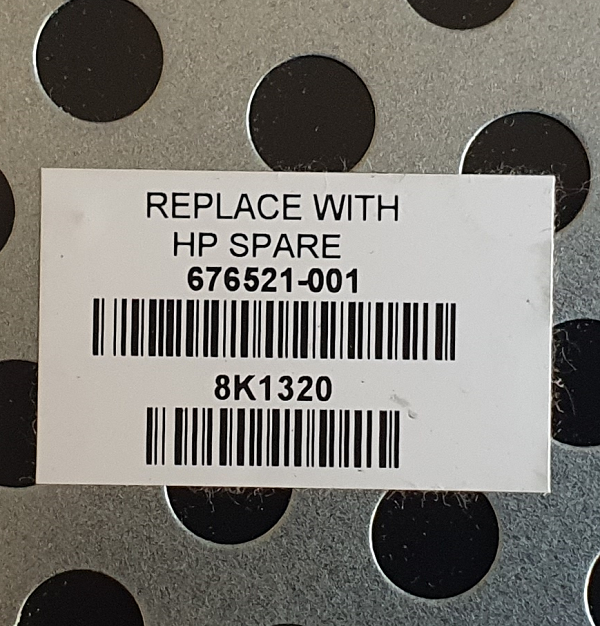 REPLACE WITH
HP SPARE
676521-001
8K1320